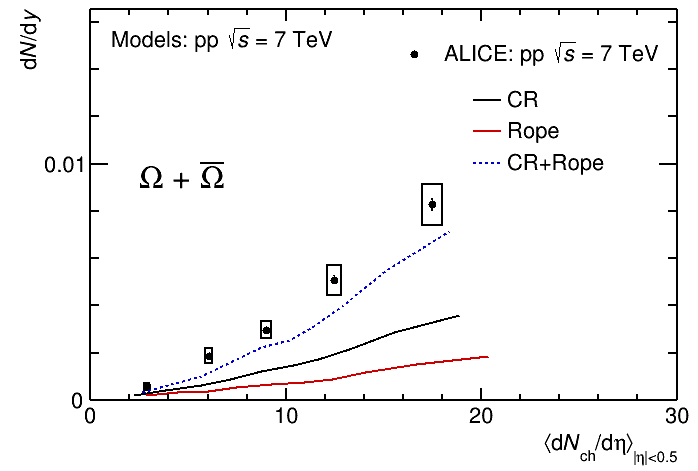 dN/dy
Models: pp √s = 7 TeV
ALICE: pp √s = 7 TeV
CR
Rope
CR+Rope
Ω + Ω̅
0.01
0
0 10 20 30
⟨dN_ch/dη⟩_|η|<0.5